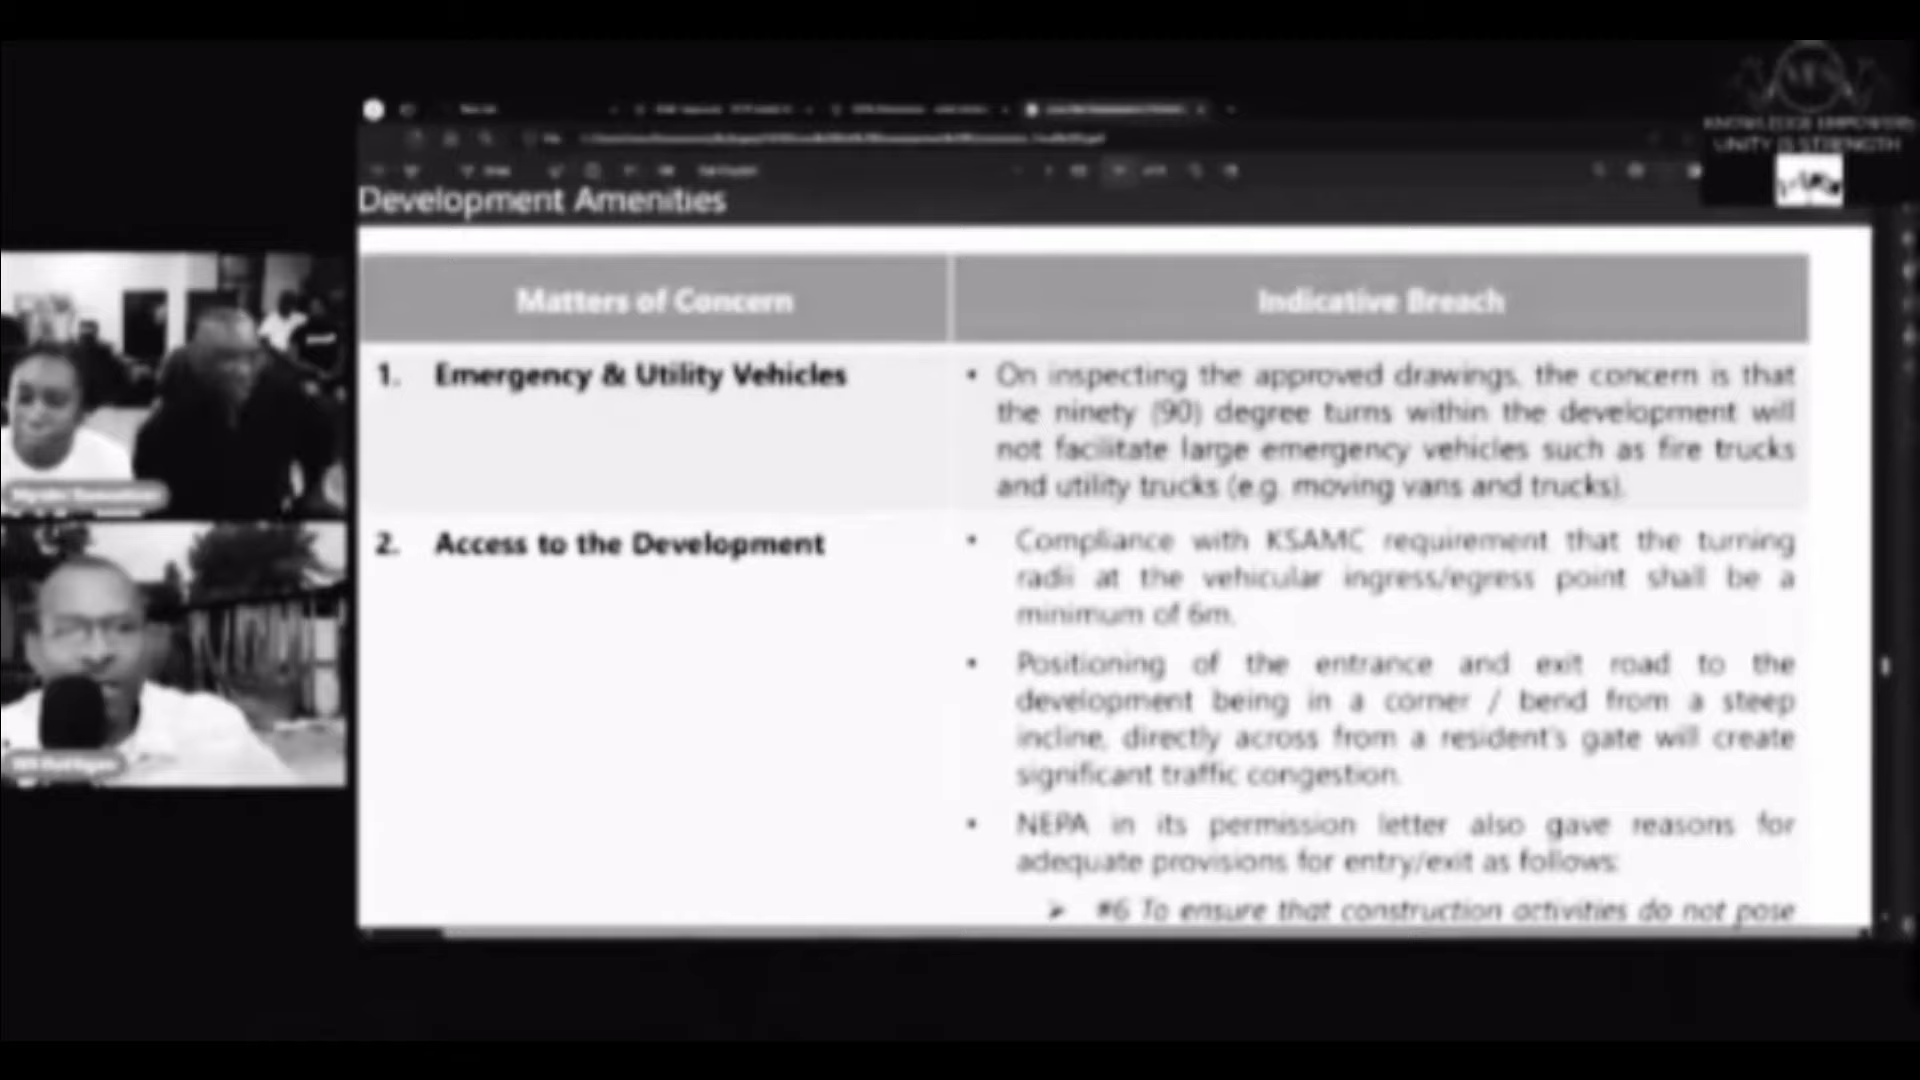 KNOWLEDGE EMPOWERS
UNITY IS STRENGTH
Development Amenities
Matters of Concern
Indicative Breach
1. Emergency & Utility Vehicles
• On inspecting the approved drawings, the concern is that
the ninety (90) degree turns within the development will
not facilitate large emergency vehicles such as fire trucks
and utility trucks (e.g. moving vans and trucks).
2. Access to the Development
• Compliance with KSAMC requirement that the turning
radii at the vehicular ingress/egress point shall be a
minimum of 6m.
• Positioning of the entrance and exit road to the
development being in a corner / bend from a steep
incline, directly across from a resident's gate will create
significant traffic congestion.
• NEPA in its permission letter also gave reasons for
adequate provisions for entry/exit as follows:
➢ #6 To ensure that construction activities do not pose